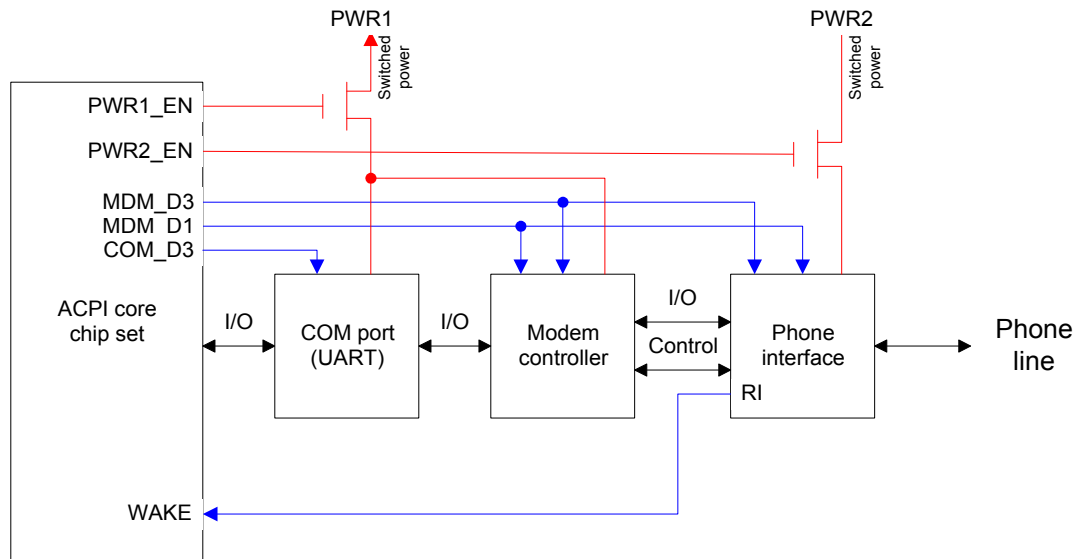 PWR1
PWR2
Switched
power
Switched
power
PWR1_EN
PWR2_EN
MDM_D3
MDM_D1
COM_D3
ACPI core
chip set
I/O
COM port
(UART)
I/O
Modem
controller
I/O
Control
Phone
interface
RI
Phone
line
WAKE